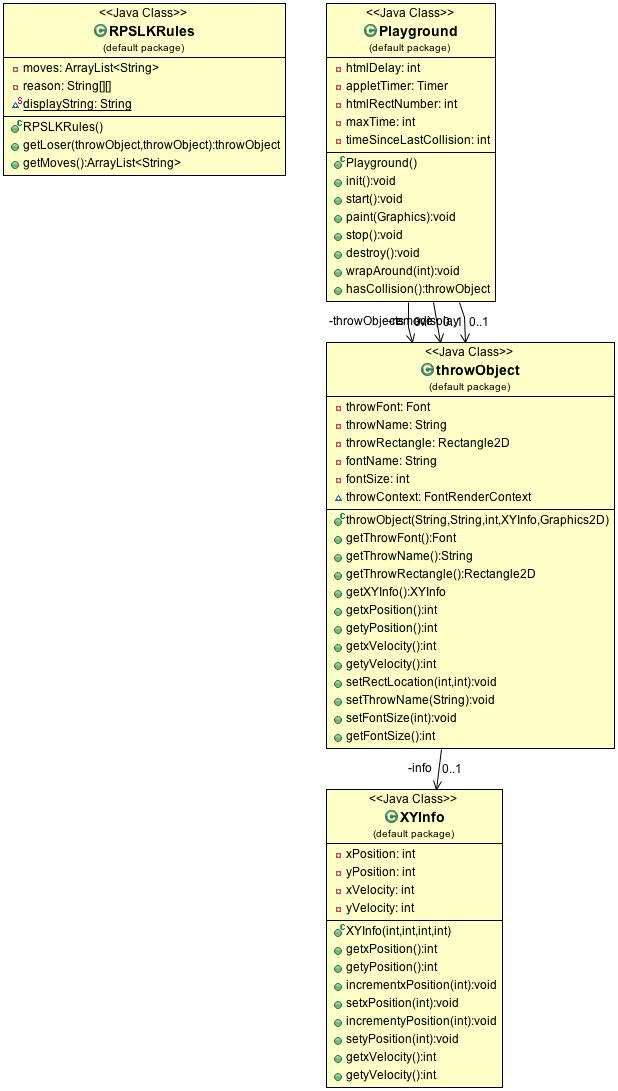 <<Java Class>>
RPSLKRules
(default package)
moves: ArrayList<String>
reason: String[][]
displayString: String
RPSLKRules()
getLoser(throwObject,throwObject):throwObject
getMoves():ArrayList<String>
<<Java Class>>
Playground
(default package)
htmlDelay: int
appletTimer: Timer
htmlRectNumber: int
maxTime: int
timeSinceLastCollision: int
Playground()
init():void
start():void
paint(Graphics):void
stop():void
destroy():void
wrapAround(int):void
hasCollision():throwObject
-throwObjects 0..1
<<Java Class>>
throwObject
(default package)
throwFont: Font
throwName: String
throwRectangle: Rectangle2D
fontName: String
fontSize: int
throwContext: FontRenderContext
throwObject(String,String,int,XYInfo,Graphics2D)
getThrowFont():Font
getThrowName():String
getThrowRectangle():Rectangle2D
getXYInfo():XYInfo
getxPosition():int
getyPosition():int
getxVelocity():int
getyVelocity():int
setRectLocation(int,int):void
setThrowName(String):void
setFontSize(int):void
getFontSize():int
-info 0..1
<<Java Class>>
XYInfo
(default package)
xPosition: int
yPosition: int
xVelocity: int
yVelocity: int
XYInfo(int,int,int,int)
getxPosition():int
getyPosition():int
incrementxPosition(int):void
setxPosition(int):void
incrementyPosition(int):void
setyPosition(int):void
getxVelocity():int
getyVelocity():int